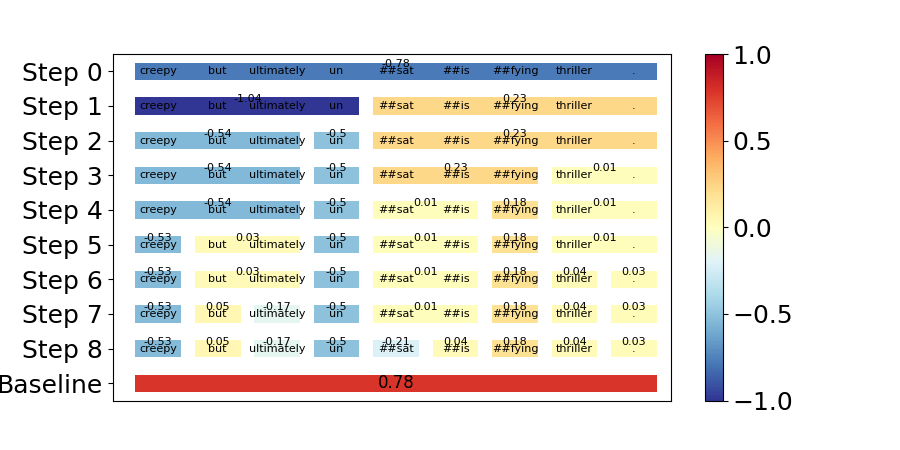 -0.78
Step 0 creepy but ultimately un ##sat ##is ##fying thriller .
-1.04 0.23
Step 1 creepy but ultimately un ##sat ##is ##fying thriller .
-0.54 -0.5 0.23
Step 2 creepy but ultimately un ##sat ##is ##fying thriller .
-0.54 -0.5 0.23 0.01
Step 3 creepy but ultimately un ##sat ##is ##fying thriller .
-0.54 -0.5 0.01 0.18 0.01
Step 4 creepy but ultimately un ##sat ##is ##fying thriller .
-0.53 0.03 -0.5 0.01 0.18 0.01
Step 5 creepy but ultimately un ##sat ##is ##fying thriller .
-0.53 0.03 -0.5 0.01 0.18 0.04 0.03
Step 6 creepy but ultimately un ##sat ##is ##fying thriller .
-0.53 0.05 -0.17 -0.5 0.01 0.18 0.04 0.03
Step 7 creepy but ultimately un ##sat ##is ##fying thriller .
-0.53 0.05 -0.17 -0.5 -0.21 0.04 0.18 0.04 0.03
Step 8 creepy but ultimately un ##sat ##is ##fying thriller .
Baseline 0.78
1.0
0.5
0.0
−0.5
−1.0